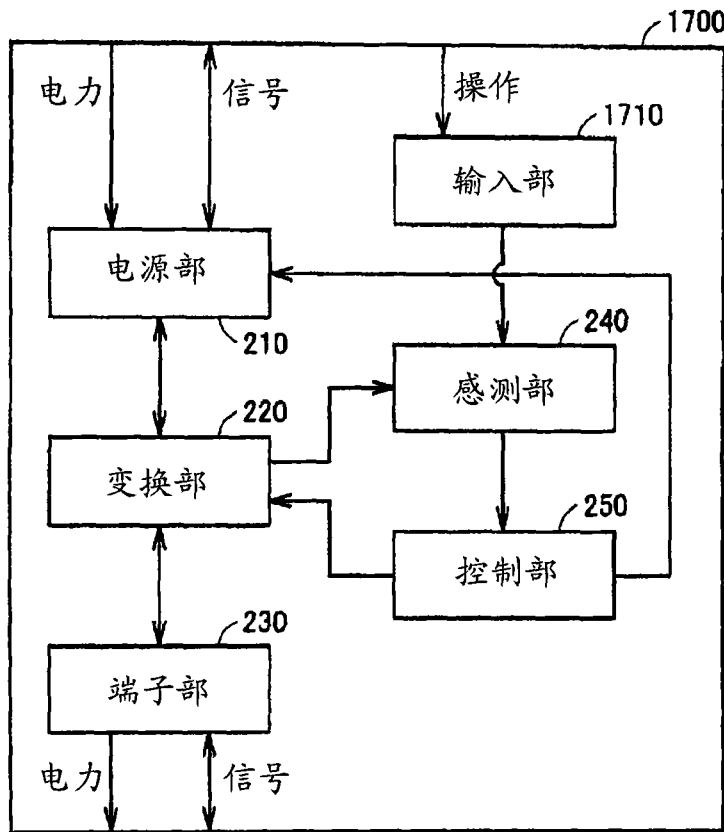 1700
电力
信号
操作
1710
输入部
电源部
210
240
感测部
220
变换部
250
控制部
230
端子部
电力
信号